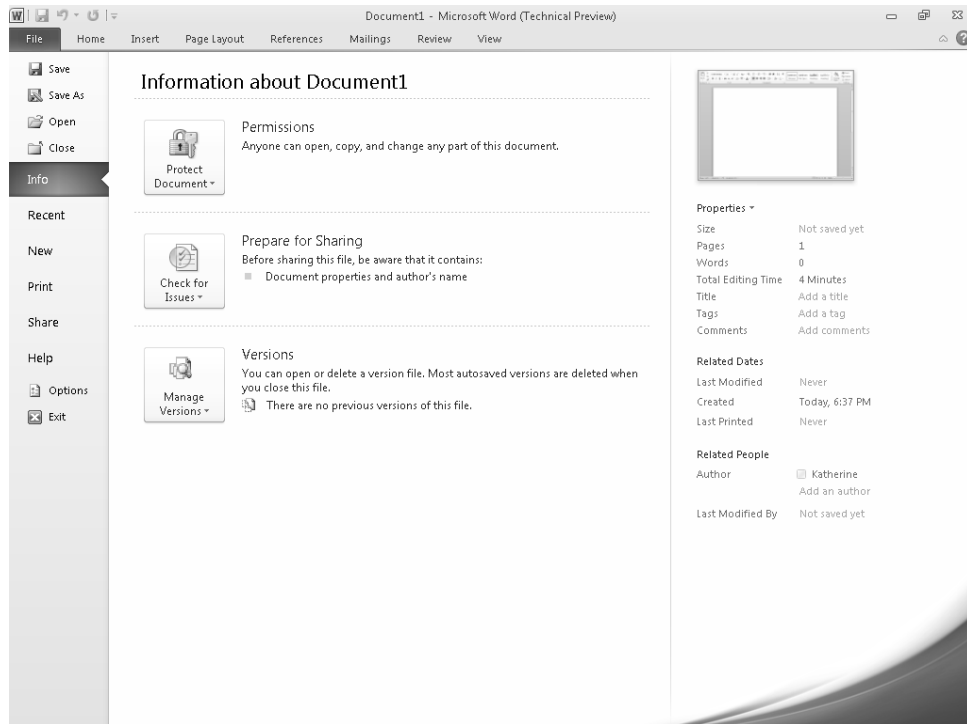 Document1 - Microsoft Word (Technical Preview)
File Home Insert Page Layout References Mailings Review View
Save
Save As
Open
Close
Info
Recent
New
Print
Share
Help
Options
Exit
Information about Document1
Protect
Document
Permissions
Anyone can open, copy, and change any part of this document.
Check for
Issues
Prepare for Sharing
Before sharing this file, be aware that it contains:
Document properties and author's name
Manage
Versions
Versions
You can open or delete a version file. Most autosaved versions are deleted when
you close this file.
There are no previous versions of this file.
Properties
Size Not saved yet
Pages 1
Words 0
Total Editing Time 4 Minutes
Title Add a title
Tags Add a tag
Comments Add comments
Related Dates
Last Modified Never
Created Today, 6:37 PM
Last Printed Never
Related People
Author Katherine
Add an author
Last Modified By Not saved yet